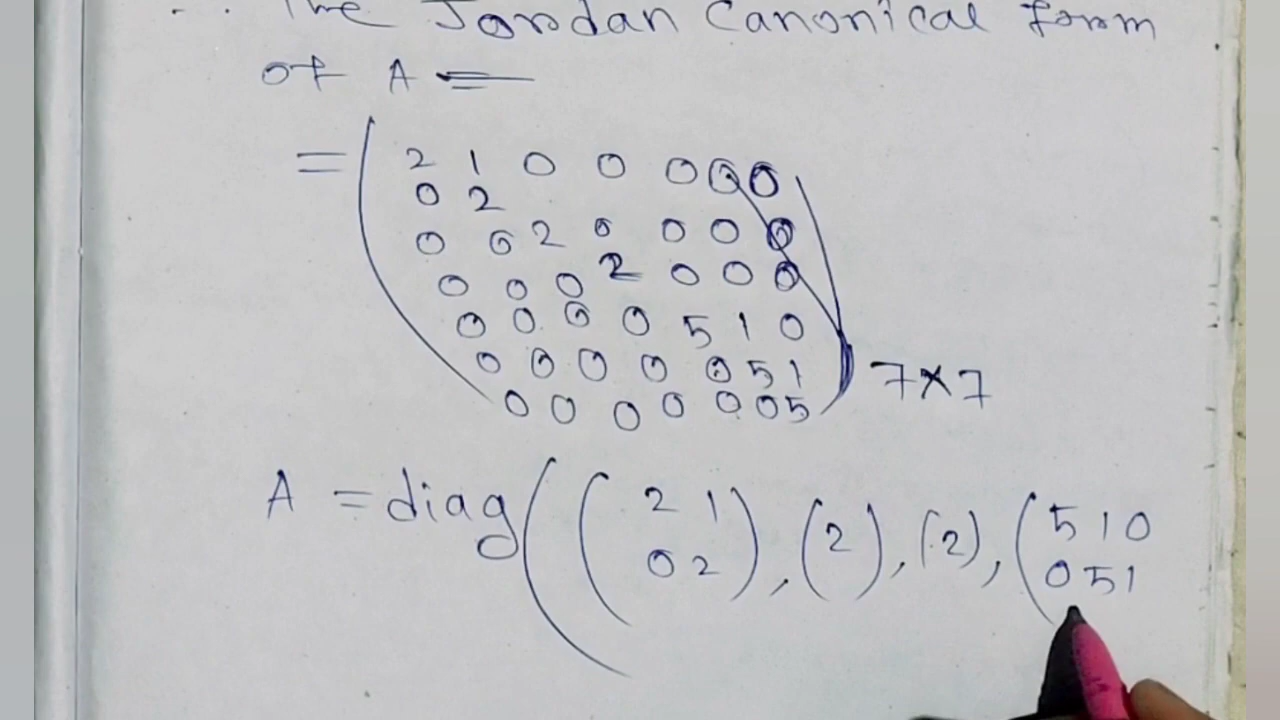 ∴ The Jordan Canonical form
of A =
= ( 2 1 0 0 0 0 0
0 2
0 0 2 0 0 0 0
0 0 0 2 0 0 0
0 0 0 0 5 1 0
0 0 0 0 0 5 1
0 0 0 0 0 0 5 ) 7×7
A = diag ( ( 2 1
0 2 ) , (2) , (2) , ( 5 1 0
0 5 1